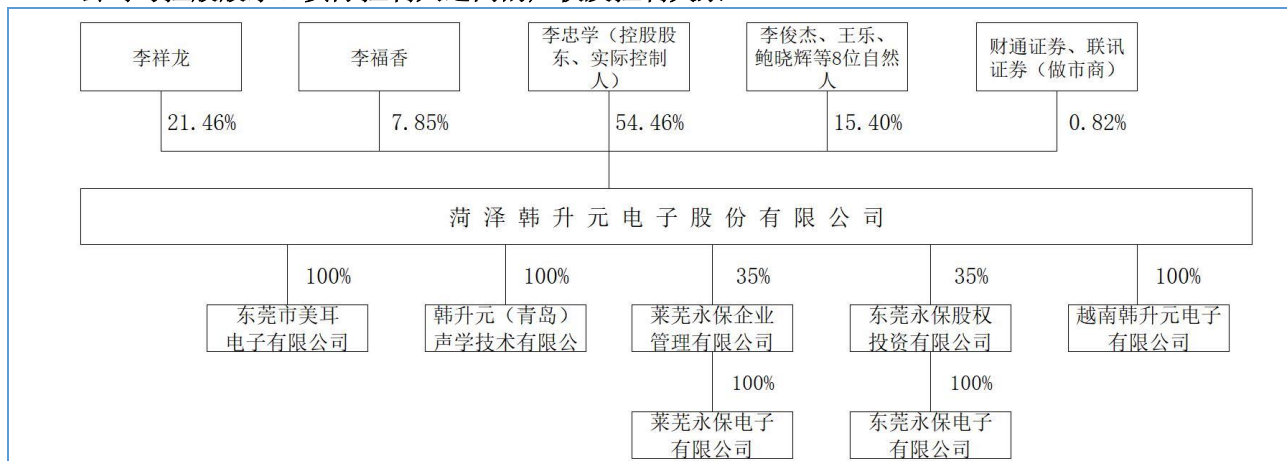 李祥龙
李福香
李忠学（控股股
东、实际控制
人）
李俊杰、王乐、
鲍晓辉等8位自然
人
财通证券、联讯
证券（做市商）
21.46%
7.85%
54.46%
15.40%
0.82%
菏泽韩升元电子股份有限公司
100%
100%
35%
35%
100%
东莞市美耳
电子有限公司
韩升元（青岛）
声学技术有限公
莱芜永保企业
管理有限公司
东莞永保股权
投资有限公司
越南韩升元电子
有限公司
100%
100%
莱芜永保电子
有限公司
东莞永保电子
有限公司